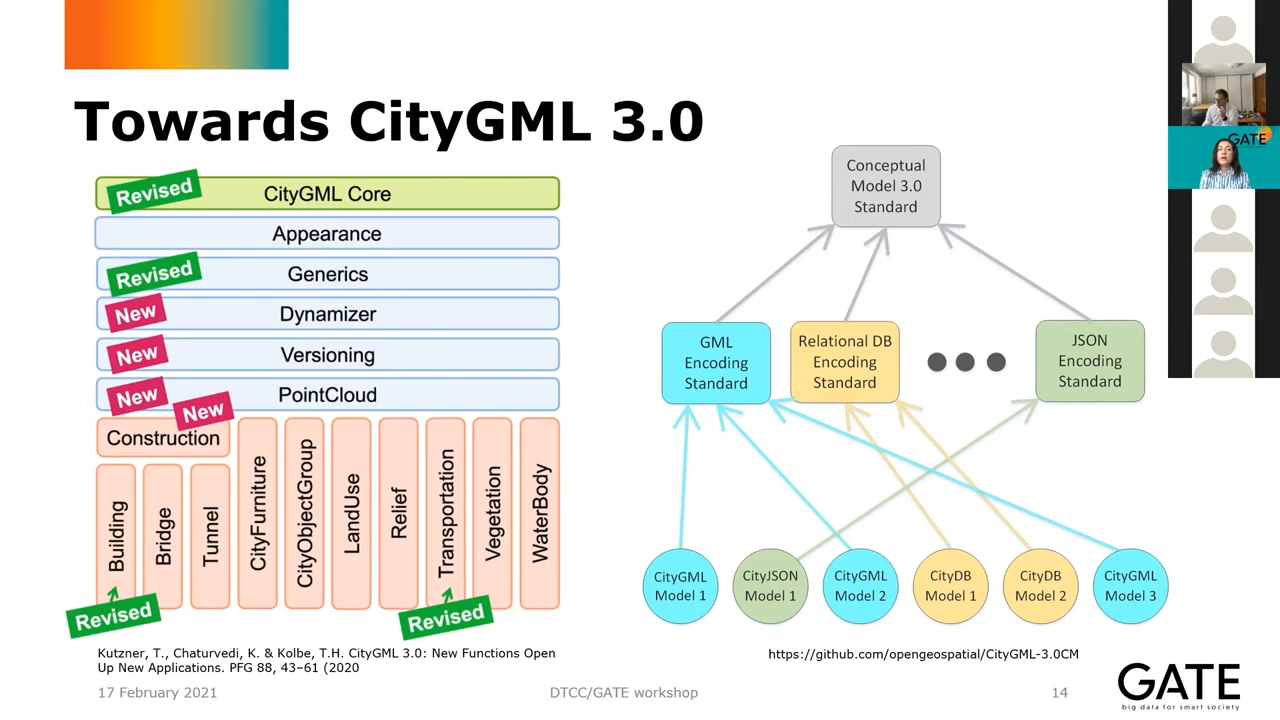 Towards CityGML 3.0
Revised
CityGML Core
Appearance
Revised
Generics
New
Dynamizer
New
Versioning
New
PointCloud
New
Construction
Building
Bridge
Tunnel
CityFurniture
CityObjectGroup
LandUse
Relief
Transportation
Vegetation
WaterBody
Revised
Revised
Kutzner, T., Chaturvedi, K. & Kolbe, T.H. CityGML 3.0: New Functions Open
Up New Applications. PFG 88, 43–61 (2020
Conceptual
Model 3.0
Standard
GML
Encoding
Standard
Relational DB
Encoding
Standard
JSON
Encoding
Standard
CityGML
Model 1
CityJSON
Model 1
CityGML
Model 2
CityDB
Model 1
CityDB
Model 2
CityGML
Model 3
https://github.com/opengeospatial/CityGML-3.0CM
17 February 2021
DTCC/GATE workshop
14
GATE
big data for smart society
GATE